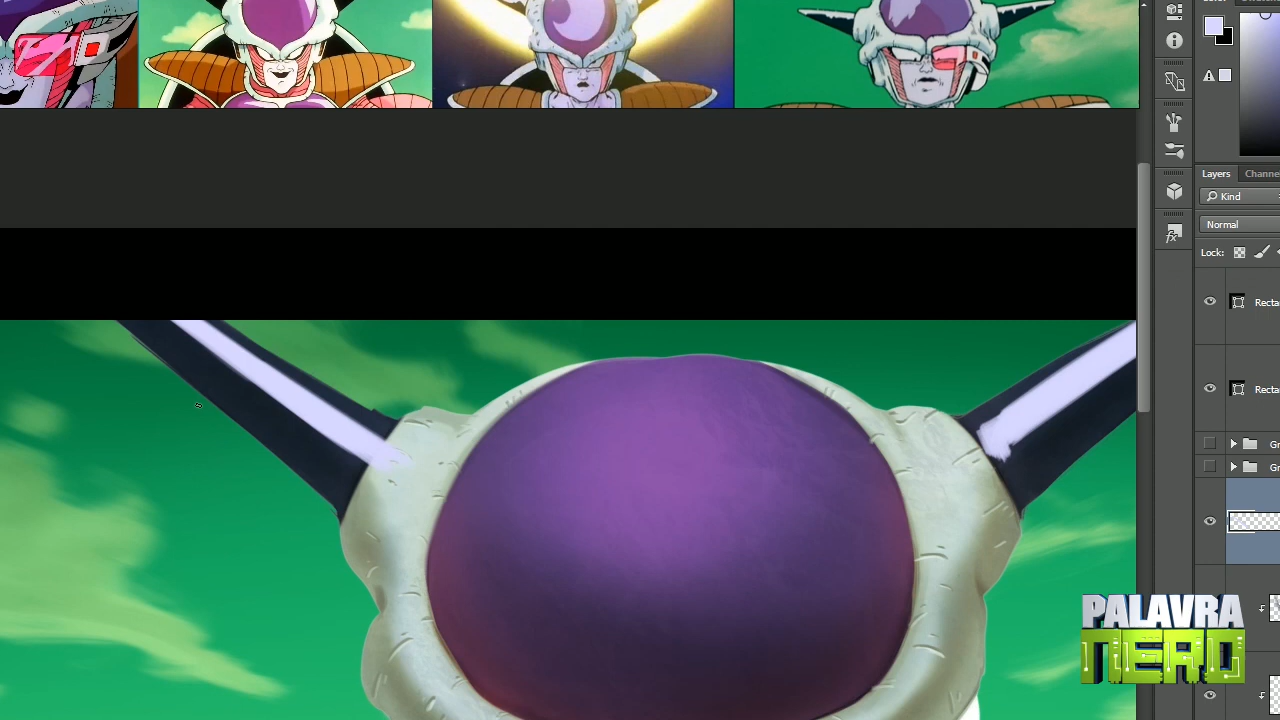 Layers
Channe
Kind
Normal
Lock:
fx
Recta
Recta
Gr
Gr
PALAVRA
NERD